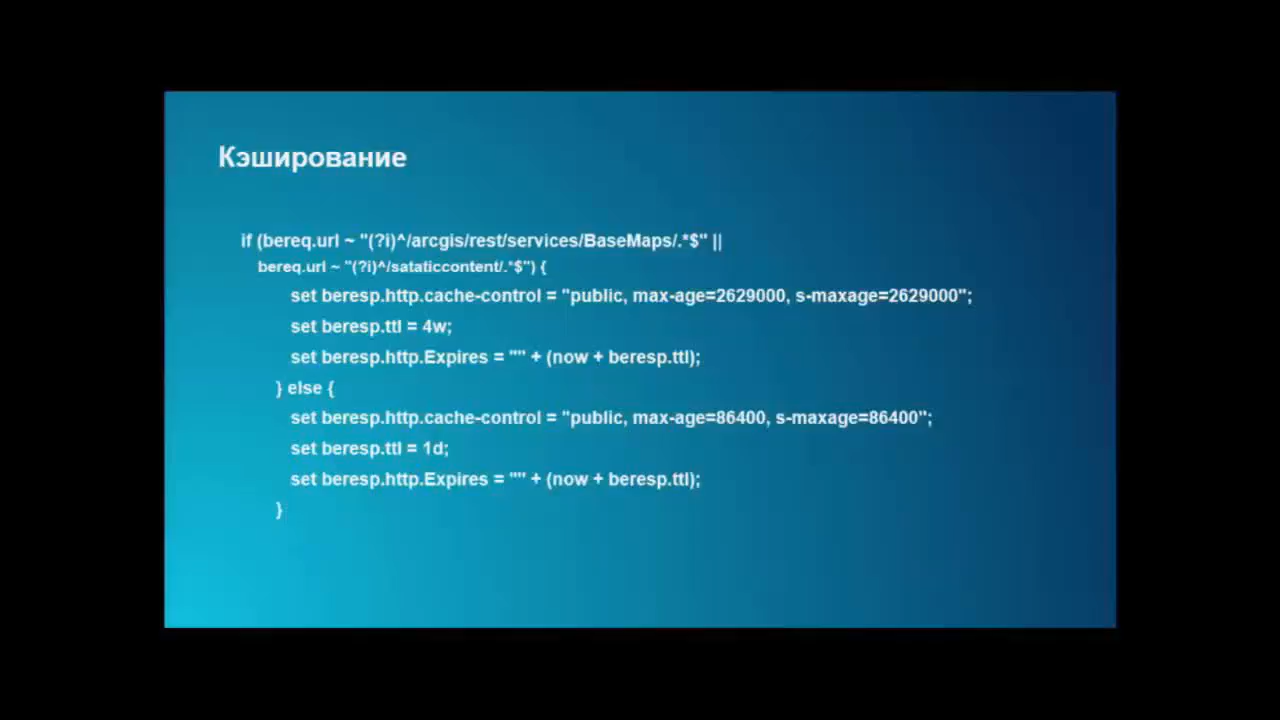 Кэширование
if (bereq.url ~ "(?i)^/arcgis/rest/services/BaseMaps/.*$" ||
bereq.url ~ "(?i)^/sataticcontent/.*$") {
set beresp.http.cache-control = "public, max-age=2629000, s-maxage=2629000";
set beresp.ttl = 4w;
set beresp.http.Expires = "" + (now + beresp.ttl);
} else {
set beresp.http.cache-control = "public, max-age=86400, s-maxage=86400";
set beresp.ttl = 1d;
set beresp.http.Expires = "" + (now + beresp.ttl);
}